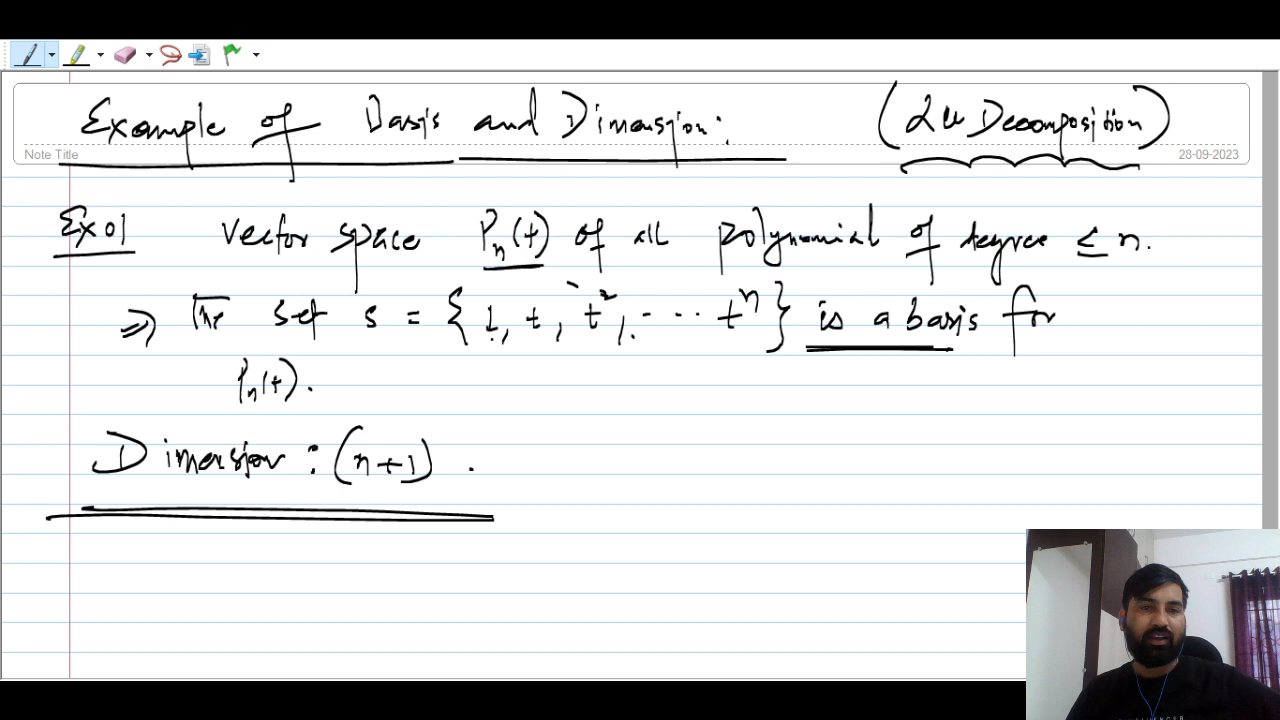 Example of Basis and Dimension: (LU Decomposition)
Note Title
28-09-2023
Ex 01 Vector space Pn(t) of all polynomial of degree ≤ n.
⇒ The set S = {1, t, t², ... tⁿ} is a basis for
Pn(t).
Dimension: (n+1).